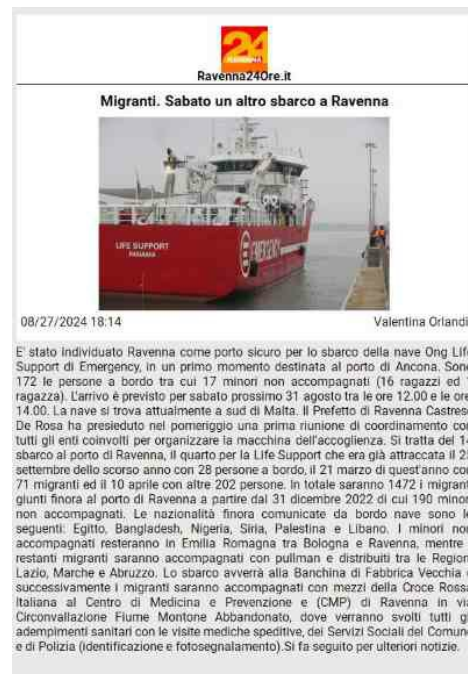 24
RAVENNA
Ravenna24Ore.it
Migranti. Sabato un altro sbarco a Ravenna
LIFE SUPPORT
PANAMA
EMERGENCY
08/27/2024 18:14
Valentina Orlandi
E' stato individuato Ravenna come porto sicuro per lo sbarco della nave Ong Life
Support di Emergency, in un primo momento destinata al porto di Ancona. Sono
172 le persone a bordo tra cui 17 minori non accompagnati (16 ragazzi ed
ragazza). L'arrivo è previsto per sabato prossimo 31 agosto tra le ore 12.00 e le ore
14.00. La nave si trova attualmente a sud di Malta. Il Prefetto di Ravenna Castrese
De Rosa ha presieduto nel pomeriggio una prima riunione di coordinamento con
tutti gli enti coinvolti per organizzare la macchina dell'accoglienza. Si tratta del 14
sbarco al porto di Ravenna, il quarto per la Life Support che era già attraccata il
settembre dello scorso anno con 28 persone a bordo, il 21 marzo di quest'anno con
71 migranti ed il 10 aprile con altre 202 persone. In totale saranno 1472 i migranti
giunti finora al porto di Ravenna a partire dal 31 dicembre 2022 di cui 190 minori
non accompagnati. Le nazionalità finora comunicate da bordo nave sono le
seguenti: Egitto, Bangladesh, Nigeria, Siria, Palestina e Libano. I minori non
accompagnati resteranno in Emilia Romagna tra Bologna e Ravenna, mentre
restanti migranti saranno accompagnati con pullman e distribuiti tra le Regioni
Lazio, Marche e Abruzzo. Lo sbarco avverrà alla Banchina di Fabbrica Vecchia e
successivamente i migranti saranno accompagnati con mezzi della Croce Rossa
Italiana al Centro di Medicina e Prevenzione e (CMP) di Ravenna in via
Circonvallazione Fiume Montone Abbandonato, dove verranno svolti tutti gli
adempimenti sanitari con le visite mediche speditive, dei Servizi Sociali del Comune
e di Polizia (identificazione e fotosegnalamento).Si fa seguito per ulteriori notizie.